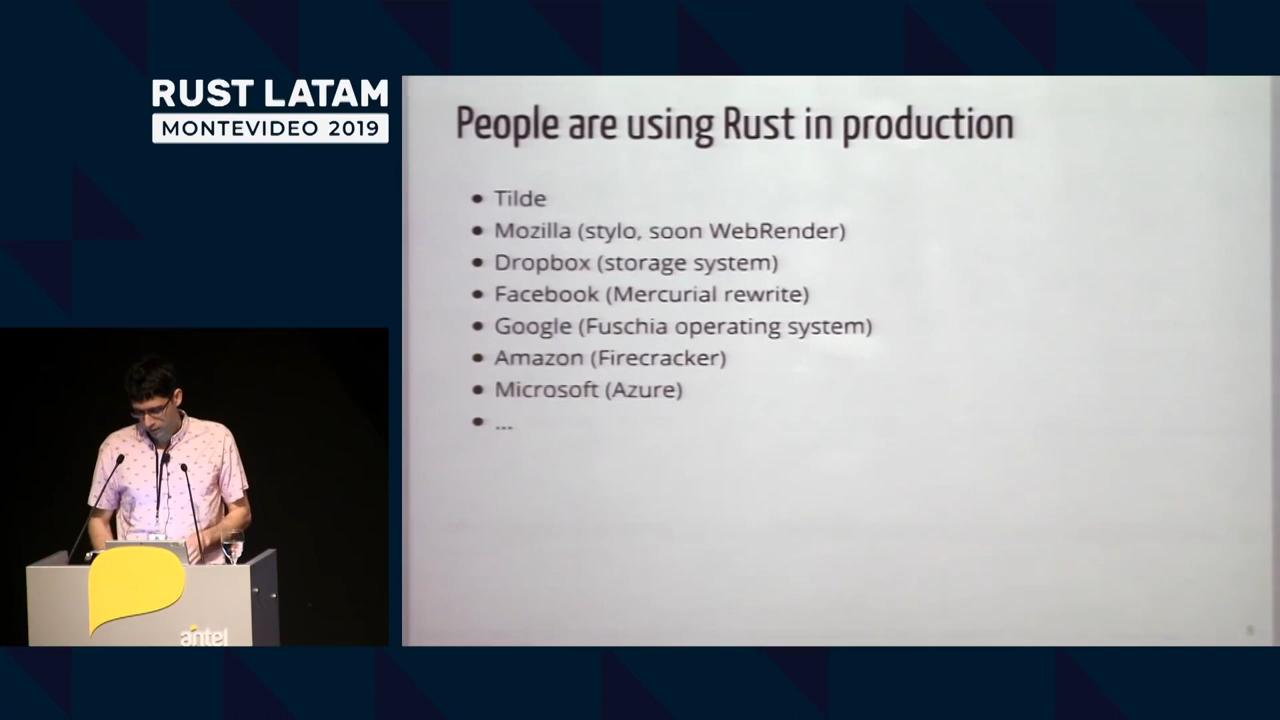 RUST LATAM
MONTEVIDEO 2019
People are using Rust in production
• Tilde
• Mozilla (stylo, soon WebRender)
• Dropbox (storage system)
• Facebook (Mercurial rewrite)
• Google (Fuschia operating system)
• Amazon (Firecracker)
• Microsoft (Azure)
• ...
antel